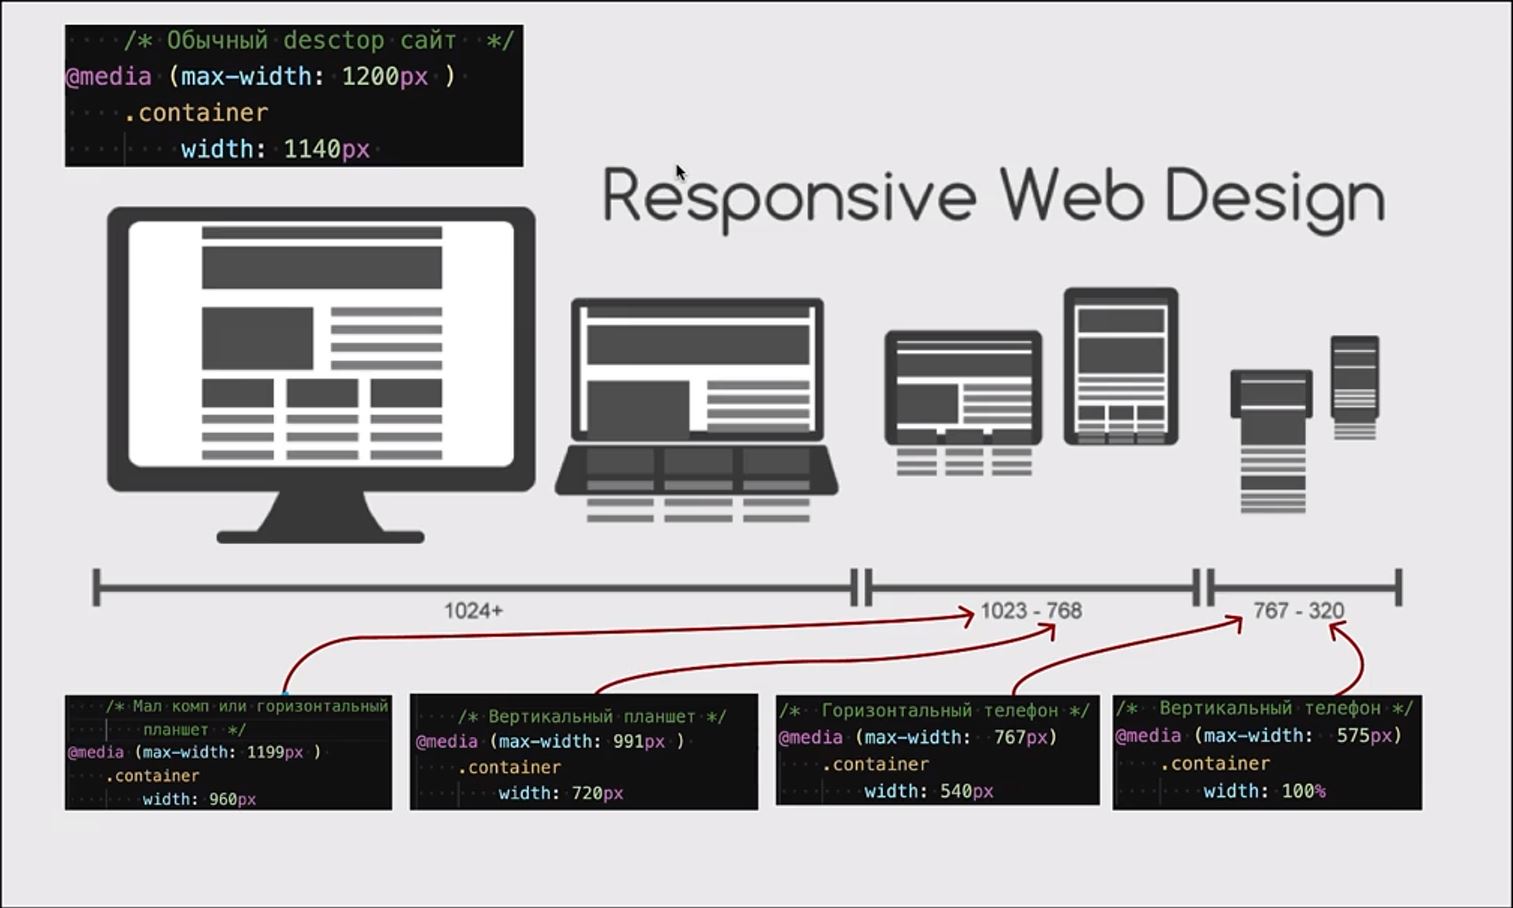 /* Обычный desctop сайт */
@media (max-width: 1200px )
.container
width: 1140px
Responsive Web Design
1024+
1023 - 768
767 - 320
/* Мал комп или горизонтальный
планшет */
@media (max-width: 1199px )
.container
width: 960px
/* Вертикальный планшет */
@media (max-width: 991px )
.container
width: 720px
/* Горизонтальный телефон */
@media (max-width: 767px)
.container
width: 540px
/* Вертикальный телефон */
@media (max-width: 575px)
.container
width: 100%